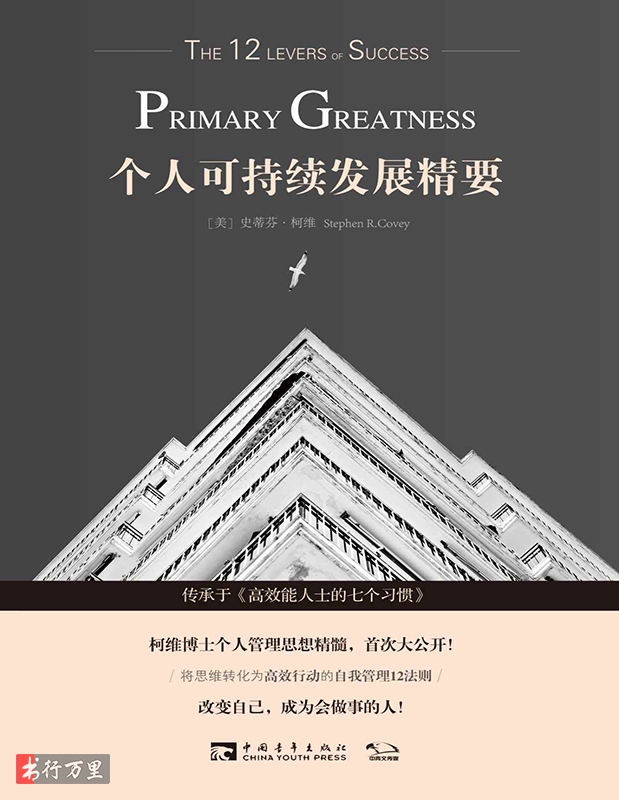 THE 12 LEVERS OF SUCCESS
PRIMARY GREATNESS
个人可持续发展精要
［美］史蒂芬·柯维 Stephen R.Covey
传承于《高效能人士的七个习惯》
柯维博士个人管理思想精髓，首次大公开！
/ 将思维转化为高效行动的自我管理12法则 /
改变自己，成为会做事的人！
中国青年出版社
CHINA YOUTH PRESS
中青文传媒
书行万里